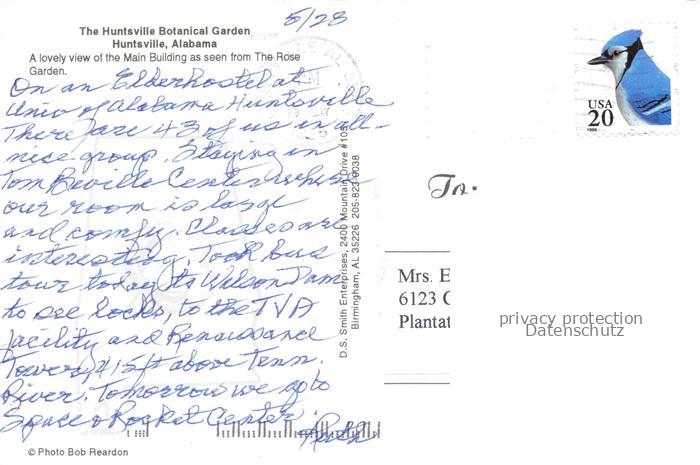 5/28
The Huntsville Botanical Garden
Huntsville, Alabama
A lovely view of the Main Building as seen from The Rose
Garden.
On an Elderhostel at
Univ of Alabama Huntsville
There are 43 of us in all -
nice group. Staying in
Tom Beville Center where
our room is large
and comfy. Classes are
interesting. Took bus
tour today to Wilson Dam
to see locks, to the TVA
facility and Renaissance
Tower, 415 ft above Tenn.
River. Tomorrow we go to
Space & Rocket Center.
Ruth
© Photo Bob Reardon
D.S. Smith Enterprises, 2400 Mountain Drive #105
Birmingham, AL 35226 205-823-9038
USA
20
1995
To.
Mrs. E
6123
Plantat
privacy protection
Datenschutz